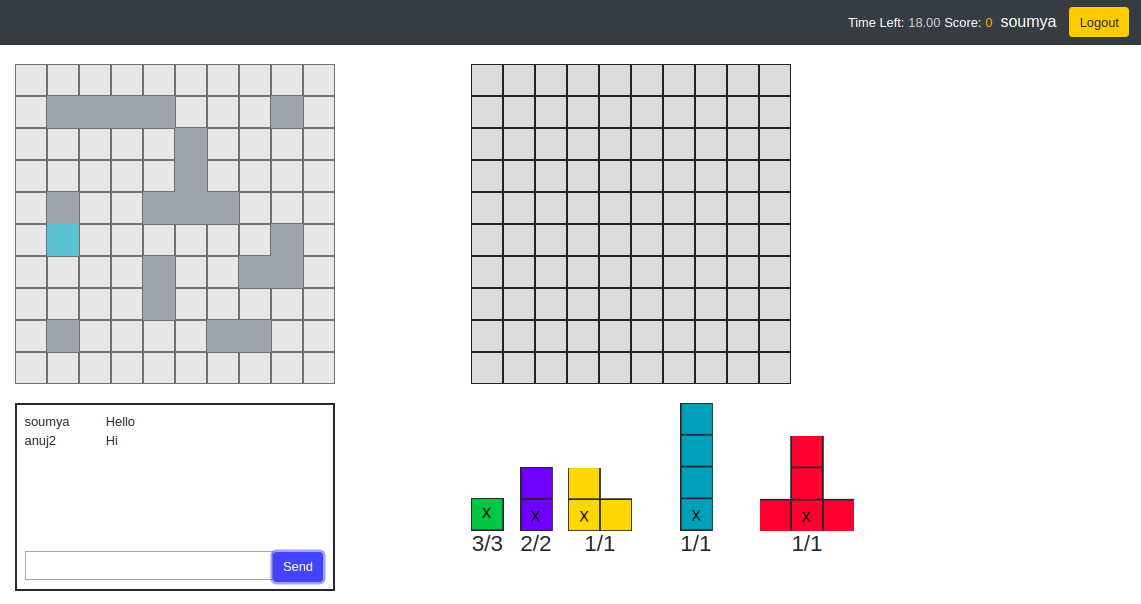 Time Left: 18.00 Score: 0 soumya Logout
soumya Hello
anuj2 Hi
Send
X X X X X
3/3 2/2 1/1 1/1 1/1